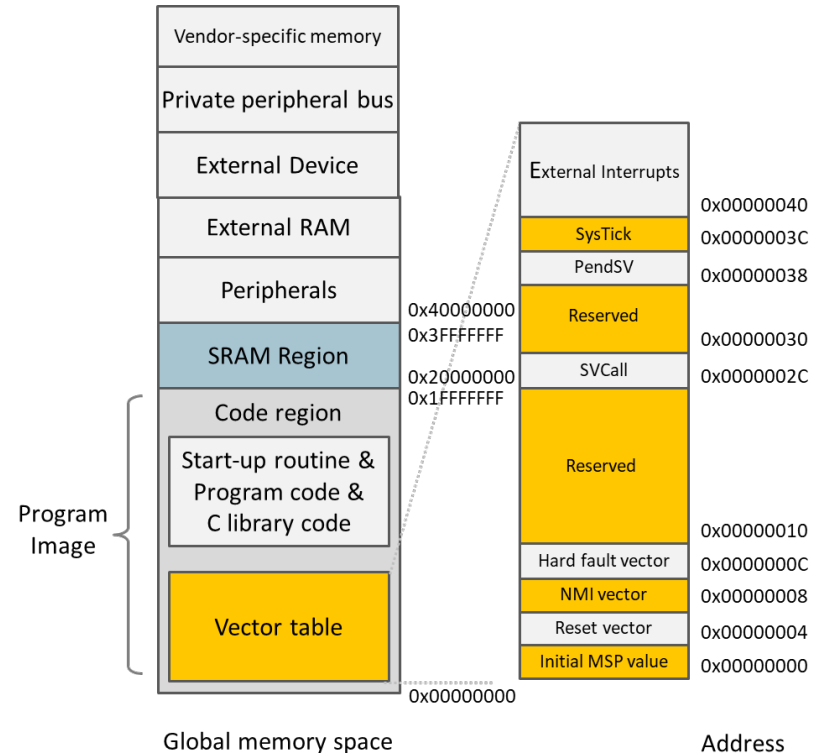 Vendor-specific memory
Private peripheral bus
External Device
External RAM
Peripherals
0x40000000
0x3FFFFFFF
SRAM Region
0x20000000
0x1FFFFFFF
Code region
Start-up routine &
Program code &
C library code
Program
Image
Vector table
0x00000000
Global memory space
External Interrupts
0x00000040
SysTick
0x0000003C
PendSV
0x00000038
Reserved
0x00000030
SVCall
0x0000002C
Reserved
0x00000010
Hard fault vector
0x0000000C
NMI vector
0x00000008
Reset vector
0x00000004
Initial MSP value
0x00000000
Address